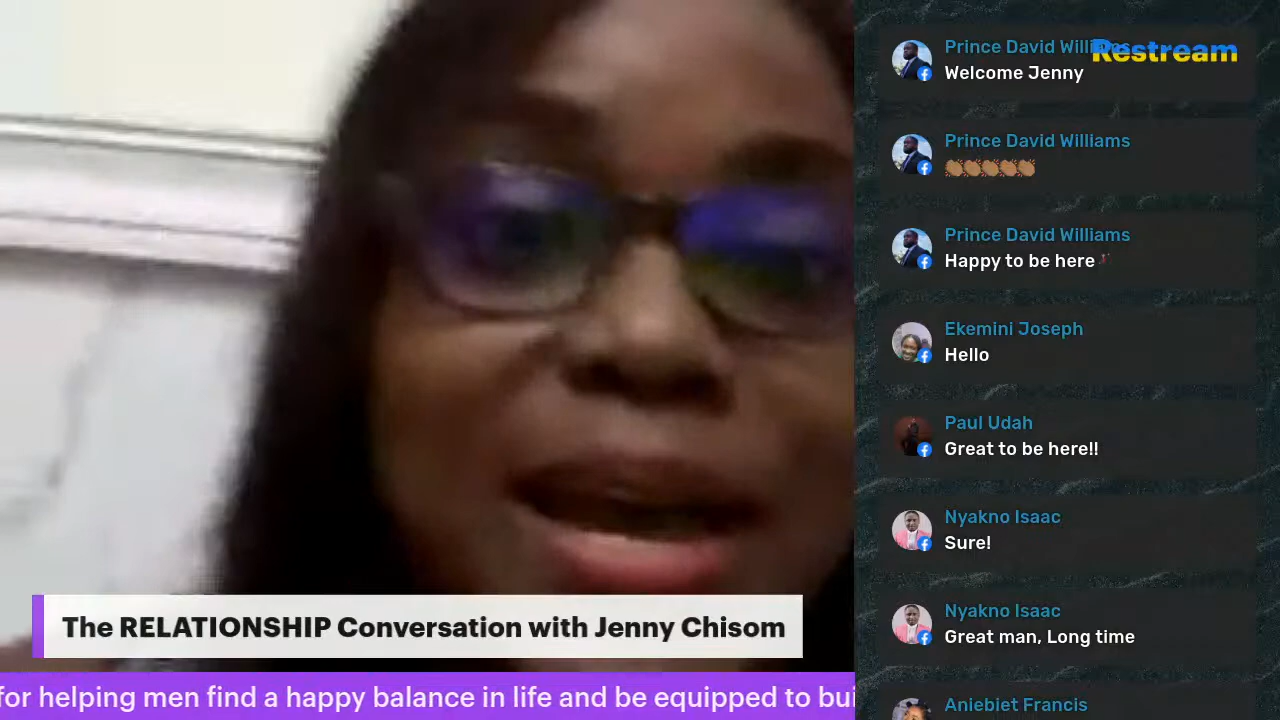 The RELATIONSHIP Conversation with Jenny Chisom
for helping men find a happy balance in life and be equipped to bui
Restream
Prince David Williams
Welcome Jenny
Prince David Williams
👏🏽👏🏽👏🏽👏🏽👏🏽
Prince David Williams
Happy to be here
Ekemini Joseph
Hello
Paul Udah
Great to be here!!
Nyakno Isaac
Sure!
Nyakno Isaac
Great man, Long time
Aniebiet Francis